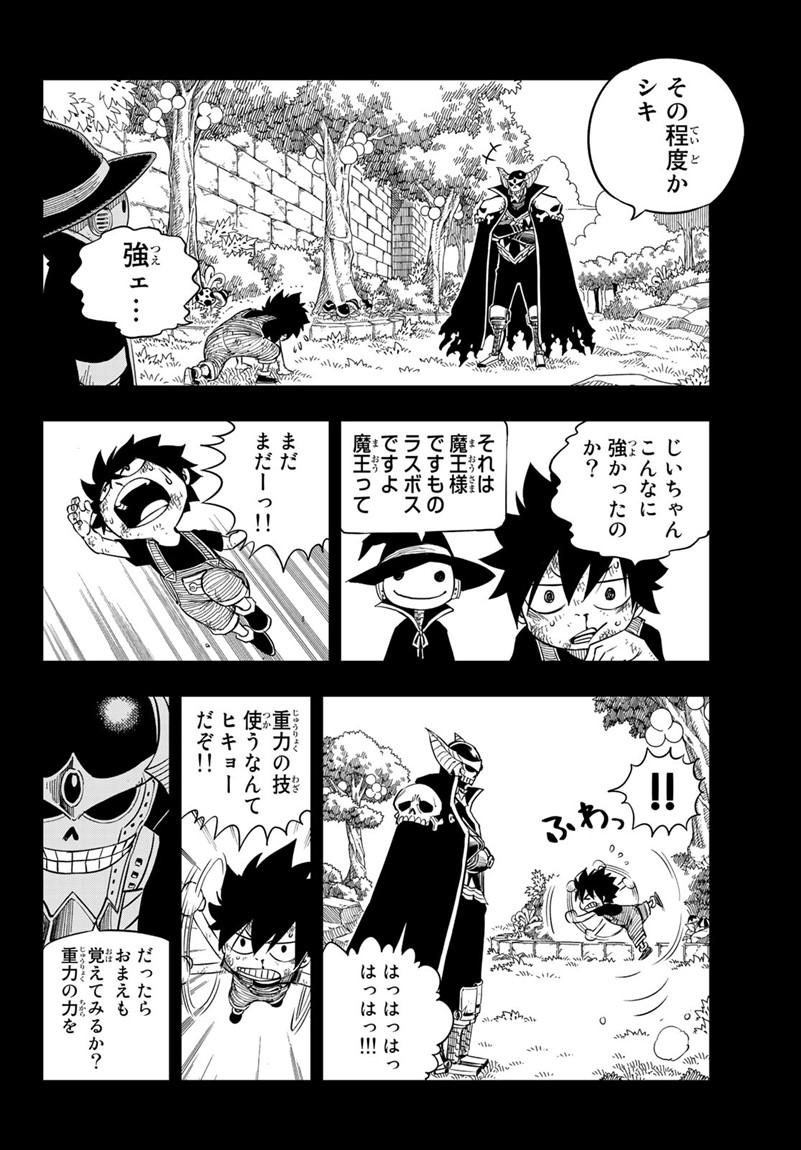 その程度か
シキ
強ェ…
じいちゃん
こんなに
強かったの
か?
それは
魔王様
ですもの
ラスボス
ですよ
魔王って
まだ
まだーっ!!
!!
ふわっ
はっはっはっ
はっはっ!!!
重力の技
使うなんて
ヒキョー
だぞ!!
だったら
おまえも
覚えてみるか?
重力の力を